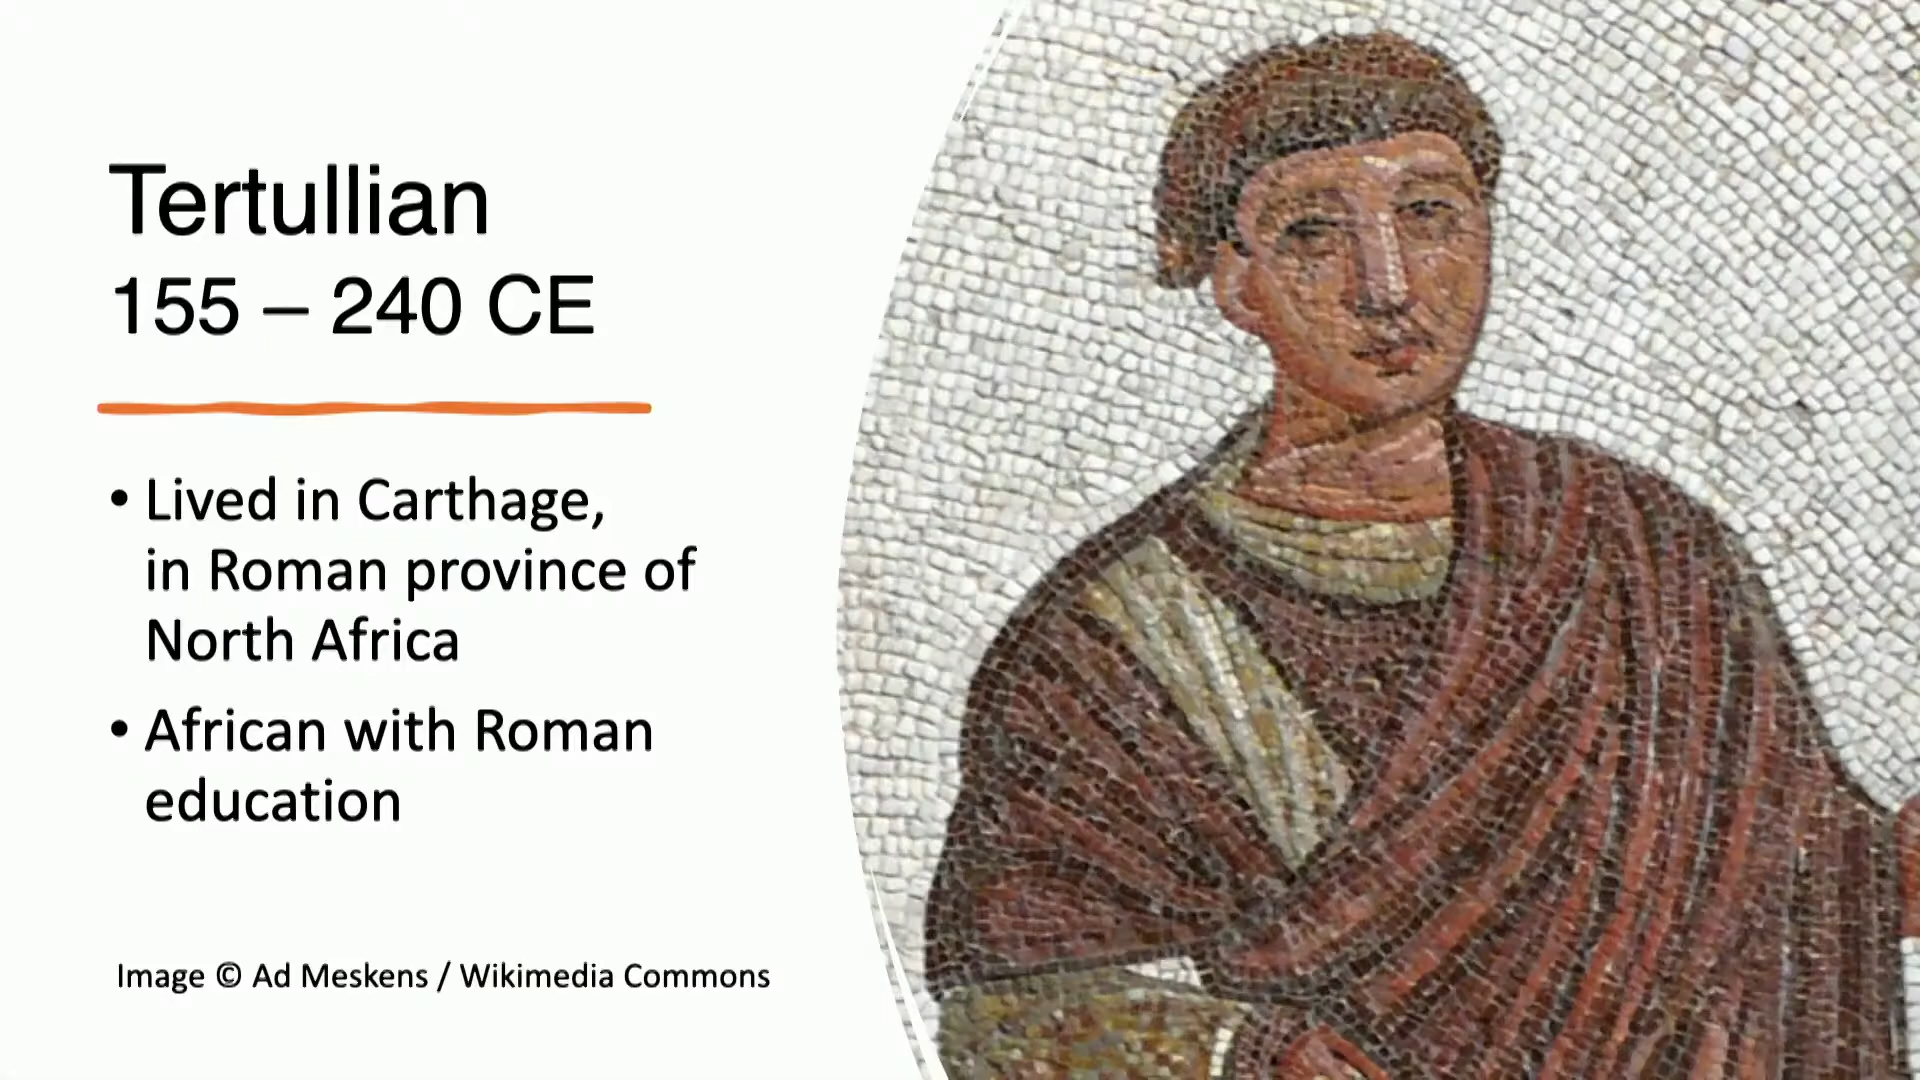 Tertullian
155 – 240 CE
• Lived in Carthage,
in Roman province of
North Africa
• African with Roman
education
Image © Ad Meskens / Wikimedia Commons